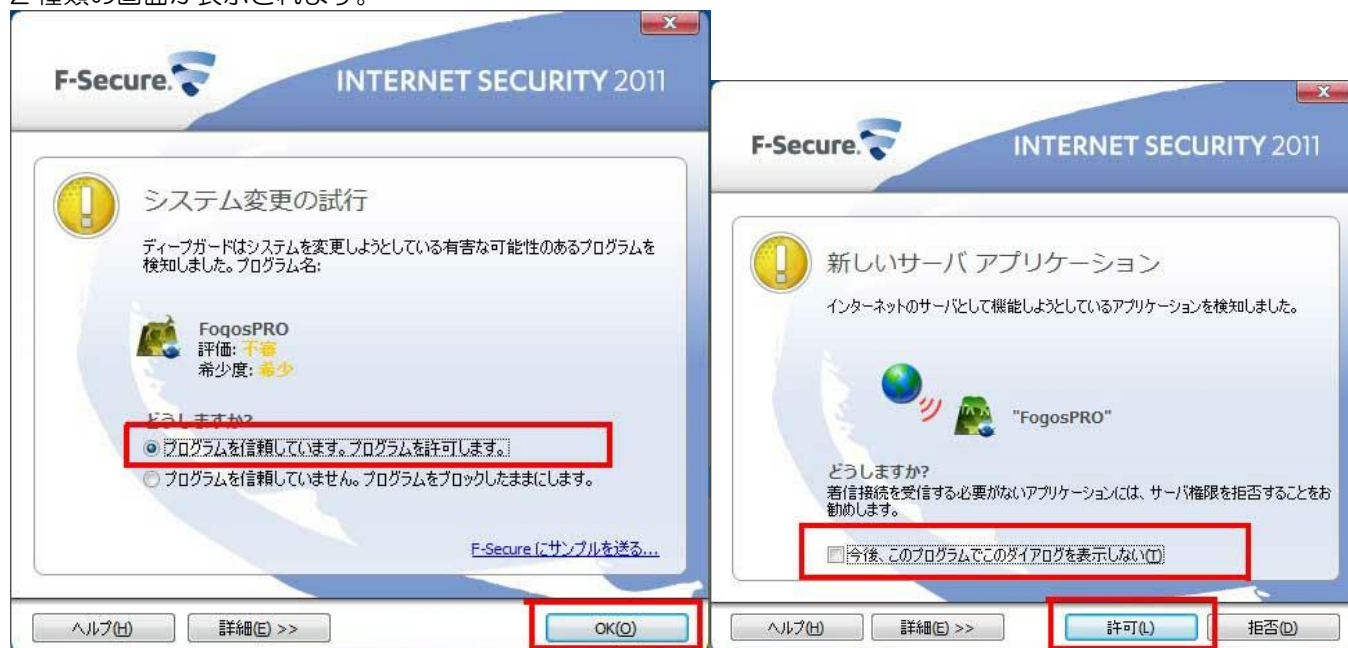 2 種類の画面が表示されます。
F-Secure.
INTERNET SECURITY 2011
システム変更の試行
ディープガードはシステムを変更しようとしている有害な可能性のあるプログラムを
検知しました。プログラム名:
FogosPRO
評価: 不審
希少度: 希少
どうしますか?
プログラムを信頼しています。プログラムを許可します。
プログラムを信頼していません。プログラムをブロックしたままにします。
F-Secure にサンプルを送る...
ヘルプ(H)
詳細(E) >>
OK(O)
F-Secure.
INTERNET SECURITY 2011
新しいサーバ アプリケーション
インターネットのサーバとして機能しようとしているアプリケーションを検知しました。
"FogosPRO"
どうしますか?
着信接続を受信する必要がないアプリケーションには、サーバ権限を拒否することをお
勧めします。
今後、このプログラムでこのダイアログを表示しない(T)
ヘルプ(H)
詳細(E) >>
許可(L)
拒否(D)